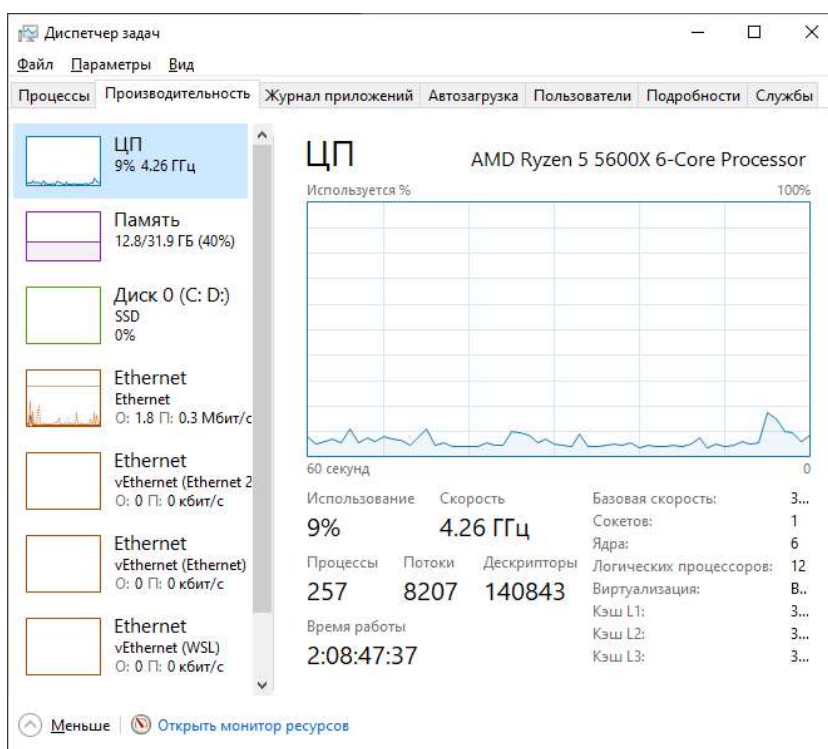 Диспетчер задач
Файл Параметры Вид
Процессы Производительность Журнал приложений Автозагрузка Пользователи Подробности Службы
ЦП
9% 4.26 ГГц
Память
12.8/31.9 ГБ (40%)
Диск 0 (C: D:)
SSD
0%
Ethernet
Ethernet
О: 1.8 П: 0.3 Мбит/с
Ethernet
vEthernet (Ethernet 2
О: 0 П: 0 кбит/с
Ethernet
vEthernet (Ethernet)
О: 0 П: 0 кбит/с
Ethernet
vEthernet (WSL)
О: 0 П: 0 кбит/с
ЦП AMD Ryzen 5 5600X 6-Core Processor
Используется % 100%
60 секунд 0
Использование Скорость
9% 4.26 ГГц
Процессы Потоки Дескрипторы
257 8207 140843
Время работы
2:08:47:37
Базовая скорость: 3...
Сокетов: 1
Ядра: 6
Логических процессоров: 12
Виртуализация: В...
Кэш L1: 3...
Кэш L2: 3...
Кэш L3: 3...
Меньше Открыть монитор ресурсов